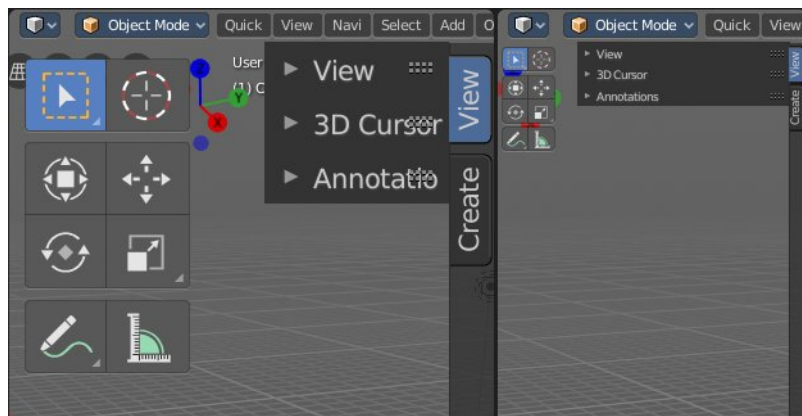 Object Mode Quick View Navi Select Add O
User
(1) C
View
3D Cursor
Annotatio
View
Create
Z
Y
X
Object Mode Quick View
View
3D Cursor
Annotations
View
Create